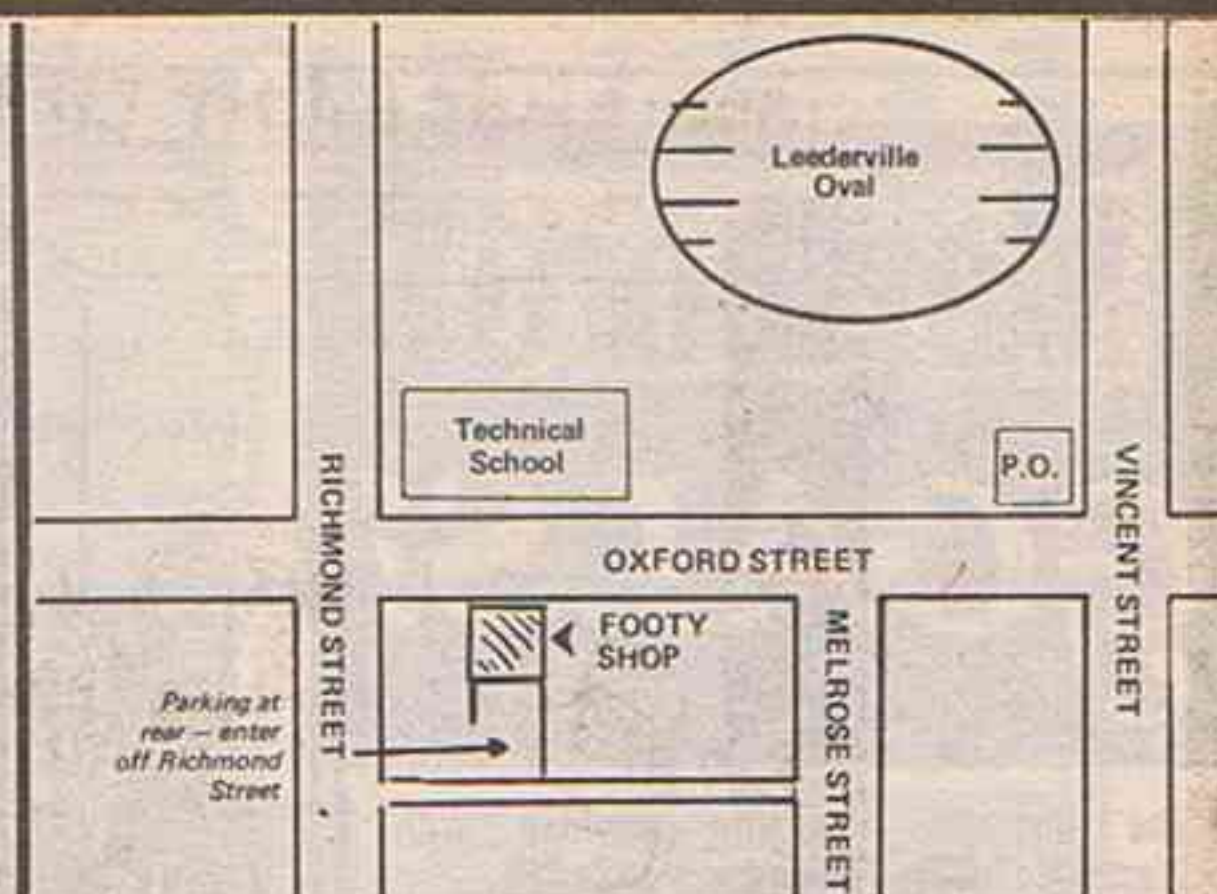 Leederville
Oval
Technical
School
P.O.
RICHMOND STREET
VINCENT STREET
OXFORD STREET
FOOTY
SHOP
MELROSE STREET
Parking at
rear — enter
off Richmond
Street